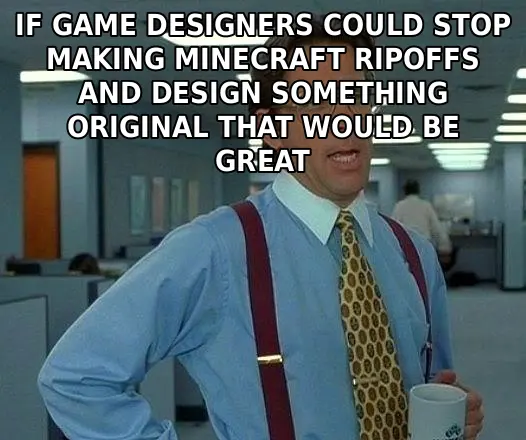 IF GAME DESIGNERS COULD STOP
MAKING MINECRAFT RIPOFFS
AND DESIGN SOMETHING
ORIGINAL THAT WOULD BE
GREAT